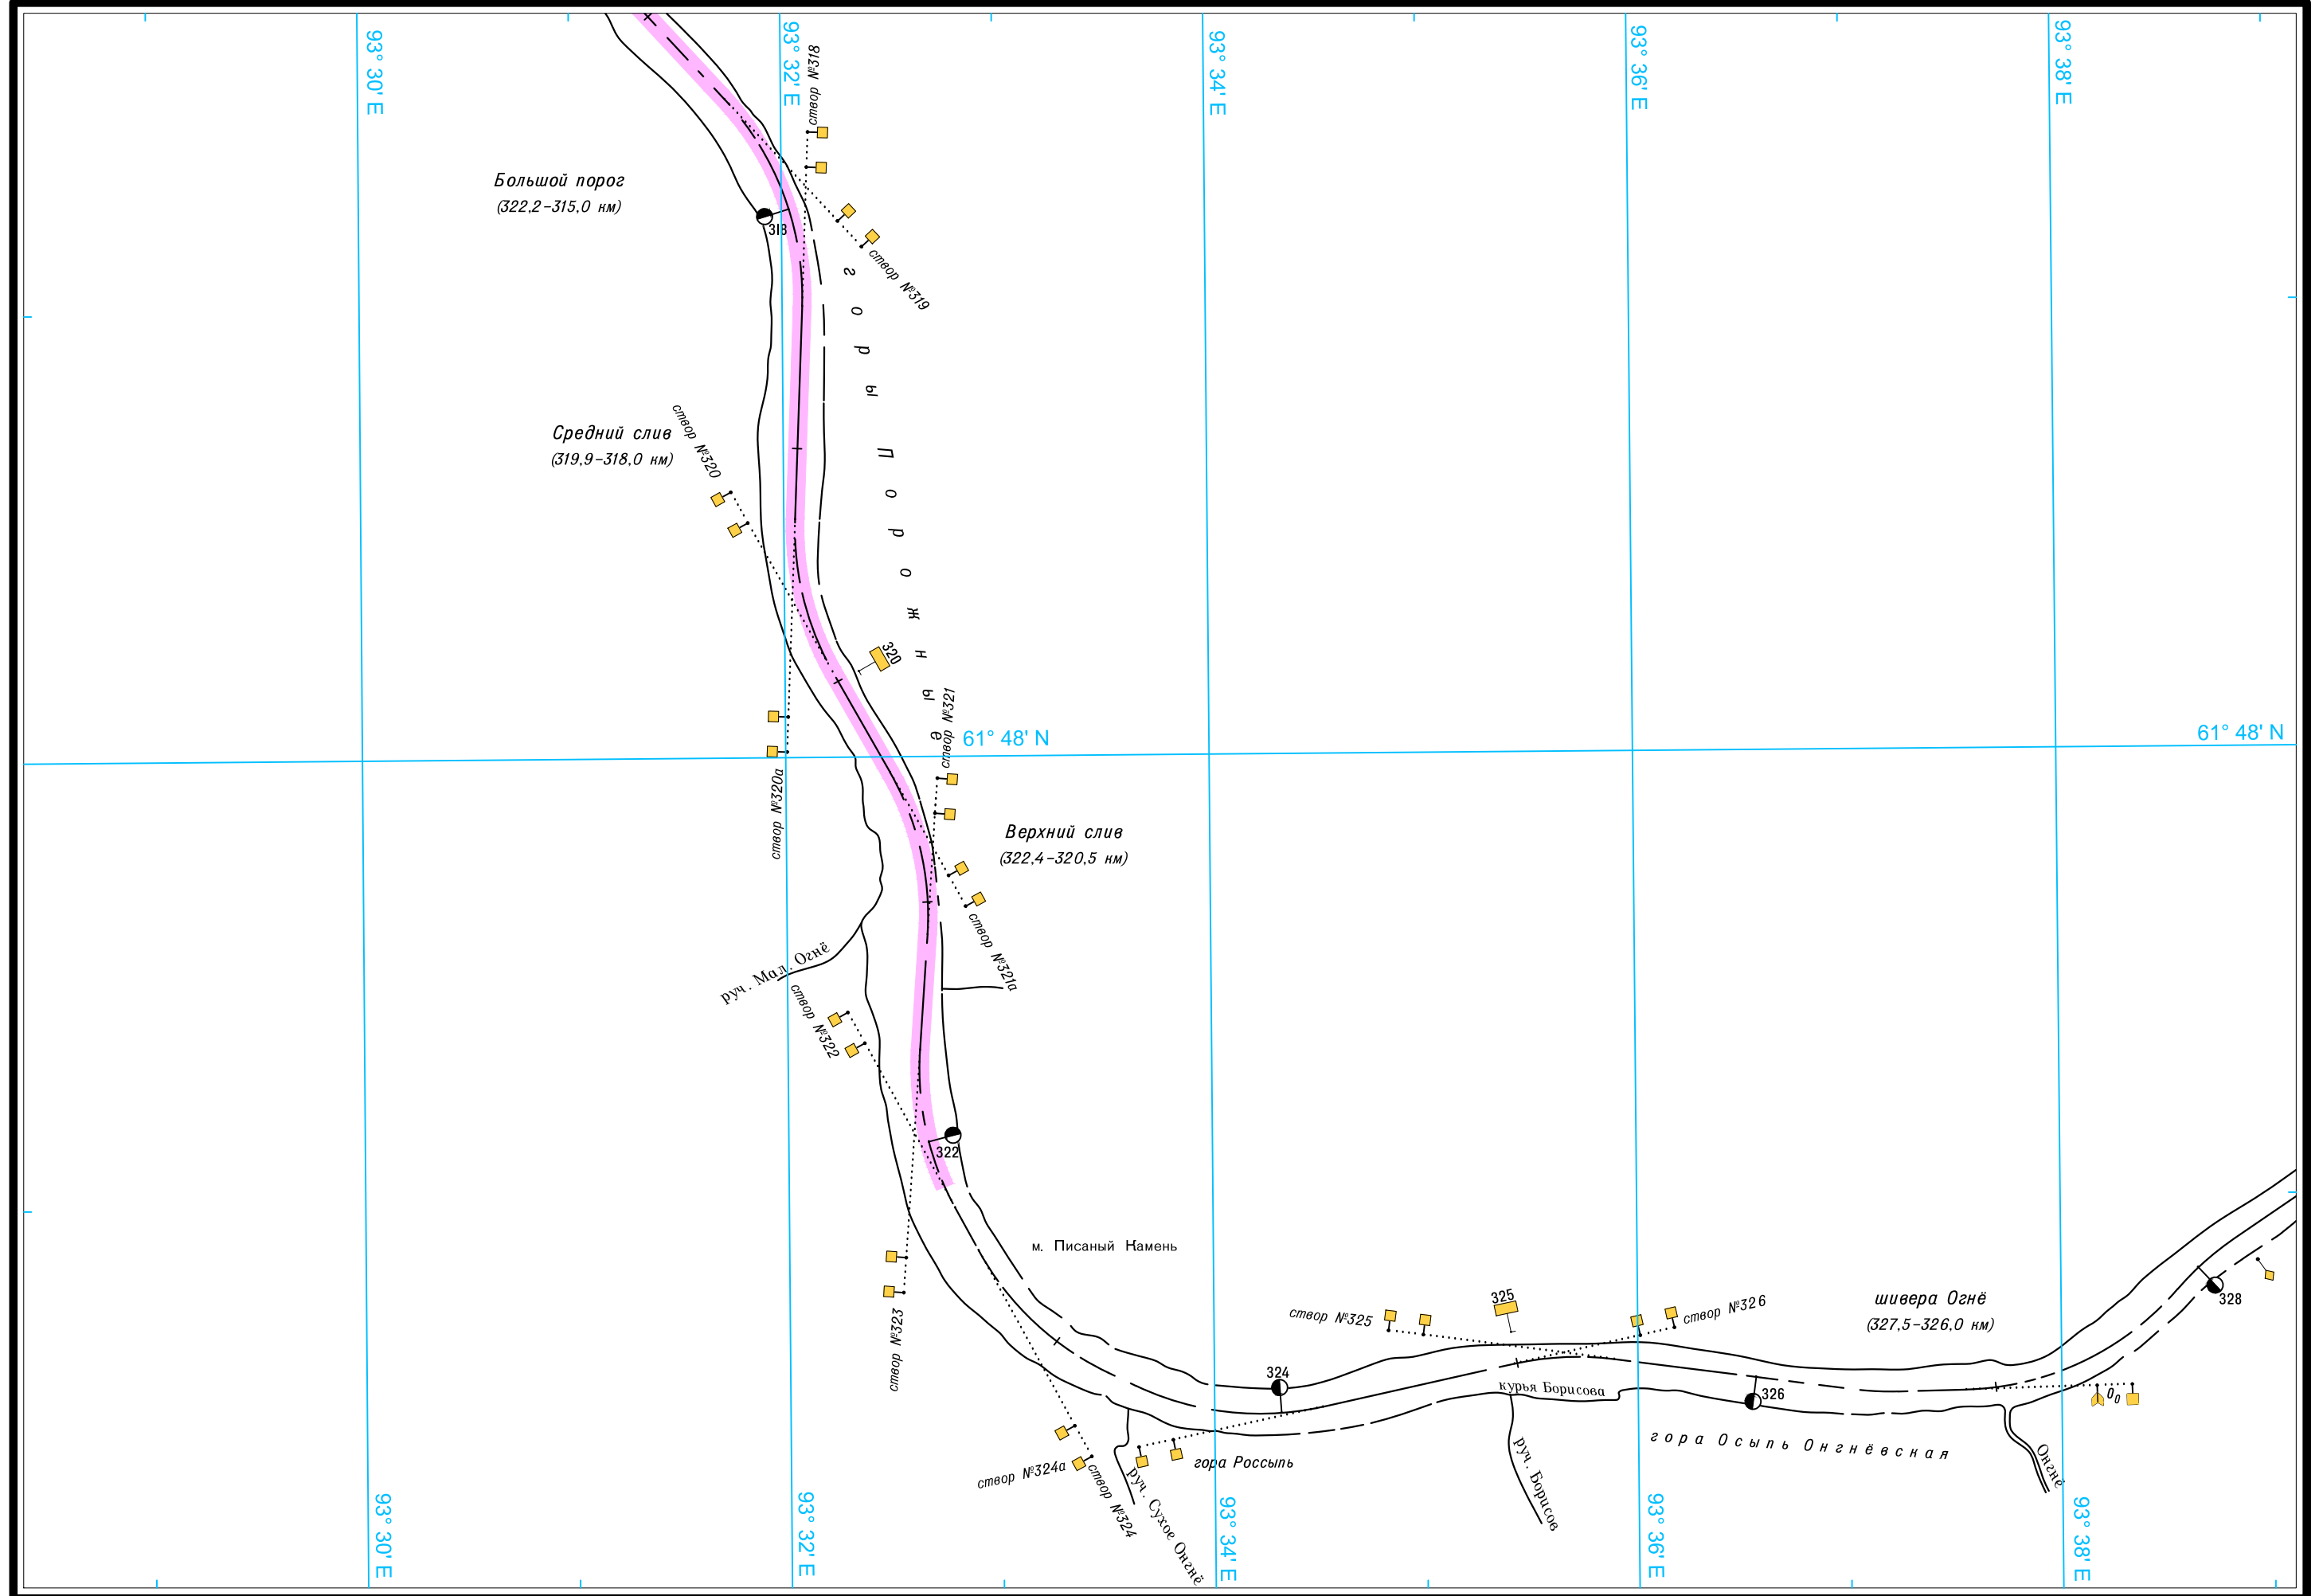 93° 30' E
93° 32' E
93° 34' E
93° 36' E
93° 38' E
створ №318
Большой порог
(322,2-315,0 км)
318
створ №319
горы Порожные
Средний слив
(319,9-318,0 км)
створ №320
320
створ №321
61° 48' N
61° 48' N
створ №320а
Верхний слив
(322,4-320,5 км)
створ №321а
руч. Мал. Огнё
створ №322
322
м. Писаный Камень
створ №323
створ №325
325
створ №326
шивера Огнё
(327,5-326,0 км)
328
324
курья Борисова
326
0₀
гора Осыпь Онгнёвская
Онгнё
гора Россыпь
створ №324а
створ №324
руч. Сухое Онгнё
руч. Борисов
93° 30' E
93° 32' E
93° 34' E
93° 36' E
93° 38' E